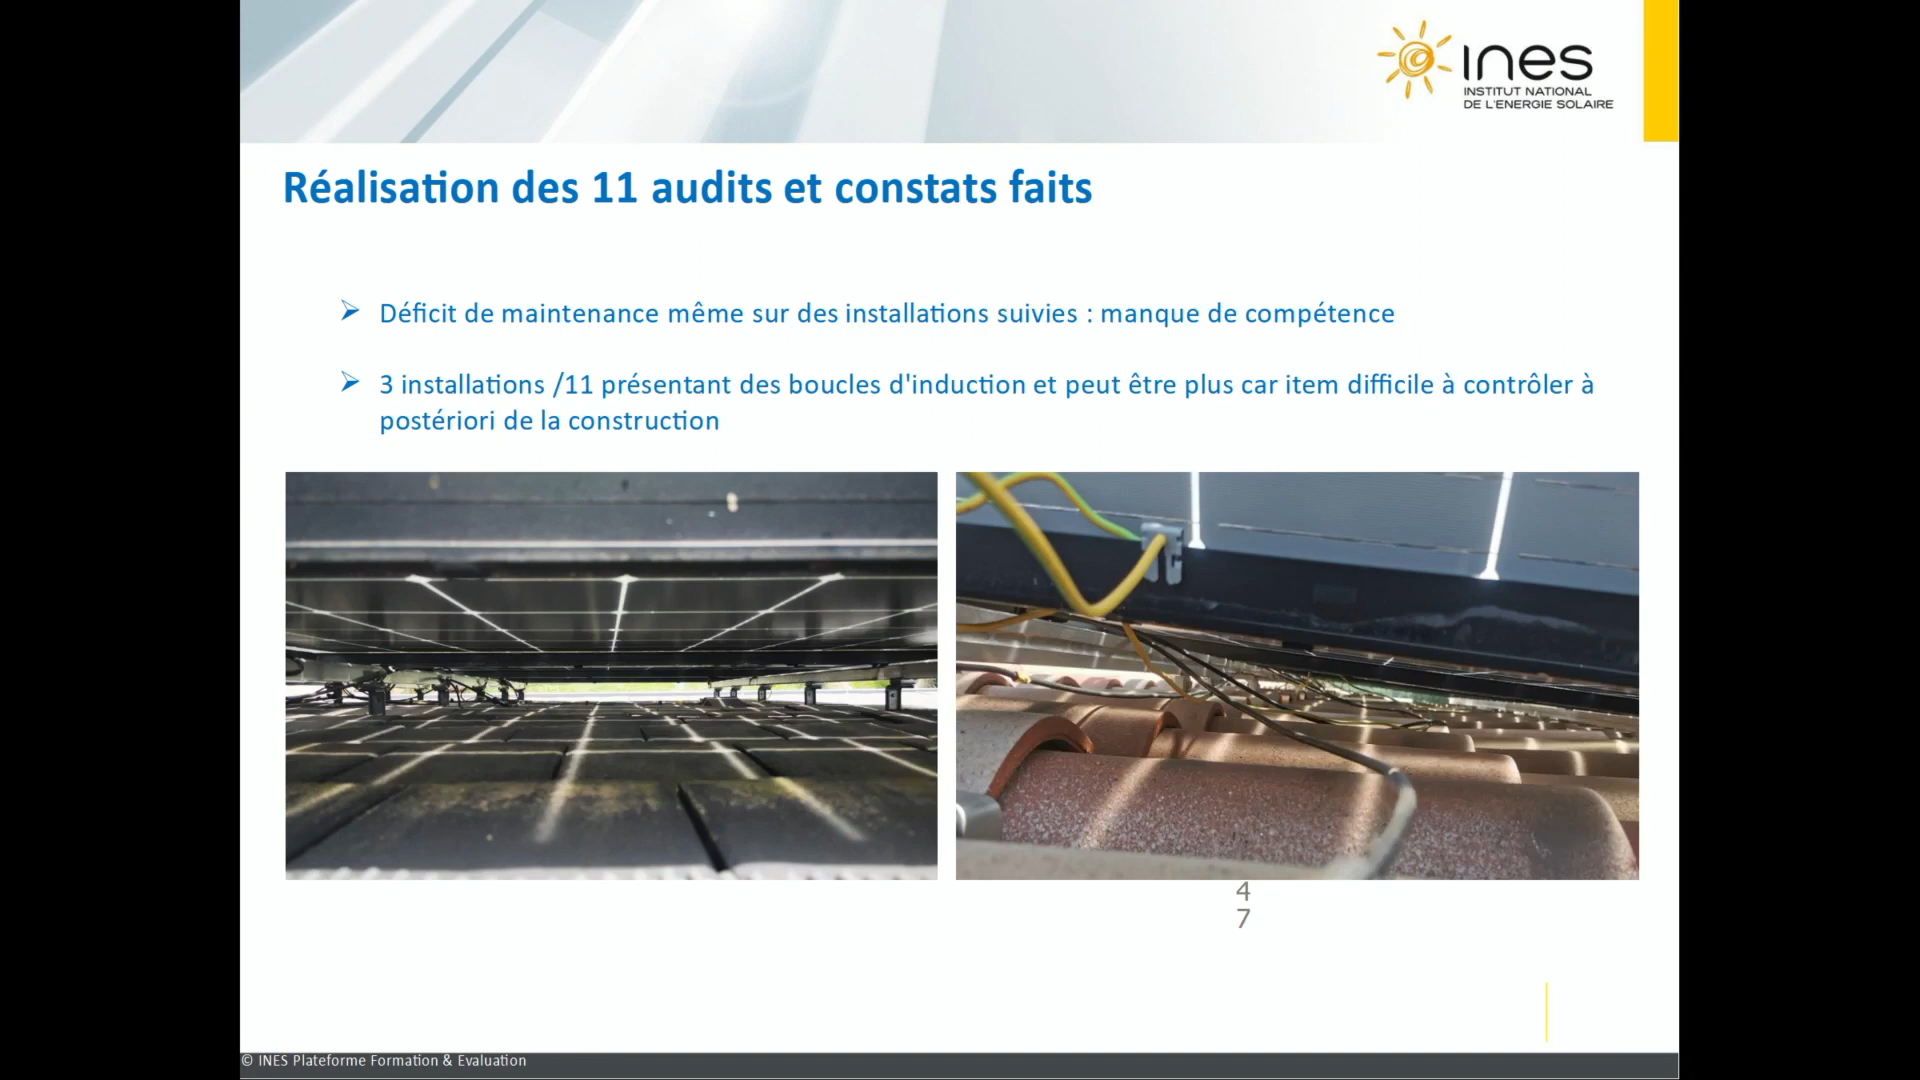 ines
INSTITUT NATIONAL
DE L'ENERGIE SOLAIRE
Réalisation des 11 audits et constats faits
Déficit de maintenance même sur des installations suivies : manque de compétence
3 installations /11 présentant des boucles d'induction et peut être plus car item difficile à contrôler à
postériori de la construction
4
7
© INES Plateforme Formation & Evaluation